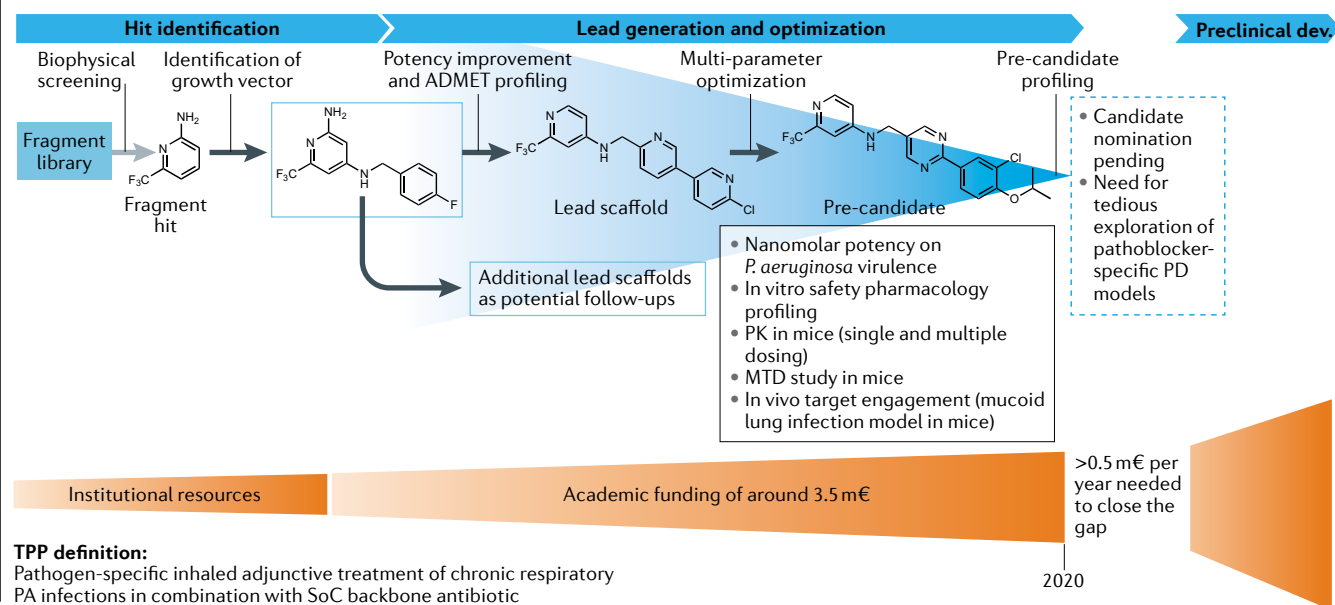 Hit identification
Lead generation and optimization
Preclinical dev.
Biophysical
screening
Identification of
growth vector
Potency improvement
and ADMET profiling
Multi-parameter
optimization
Pre-candidate
profiling
Fragment
library
NH2
N
F3C
Fragment
hit
NH2
N
F3C
N
H
F
N
F3C
N
H
N
N
Cl
Lead scaffold
N
F3C
N
H
N
N
Cl
O
Pre-candidate
• Candidate
nomination
pending
• Need for
tedious
exploration of
pathoblocker-
specific PD
models
Additional lead scaffolds
as potential follow-ups
• Nanomolar potency on
P. aeruginosa virulence
• In vitro safety pharmacology
profiling
• PK in mice (single and multiple
dosing)
• MTD study in mice
• In vivo target engagement (mucoid
lung infection model in mice)
Institutional resources
Academic funding of around 3.5 m€
>0.5 m€ per
year needed
to close the
gap
2020
TPP definition:
Pathogen-specific inhaled adjunctive treatment of chronic respiratory
PA infections in combination with SoC backbone antibiotic